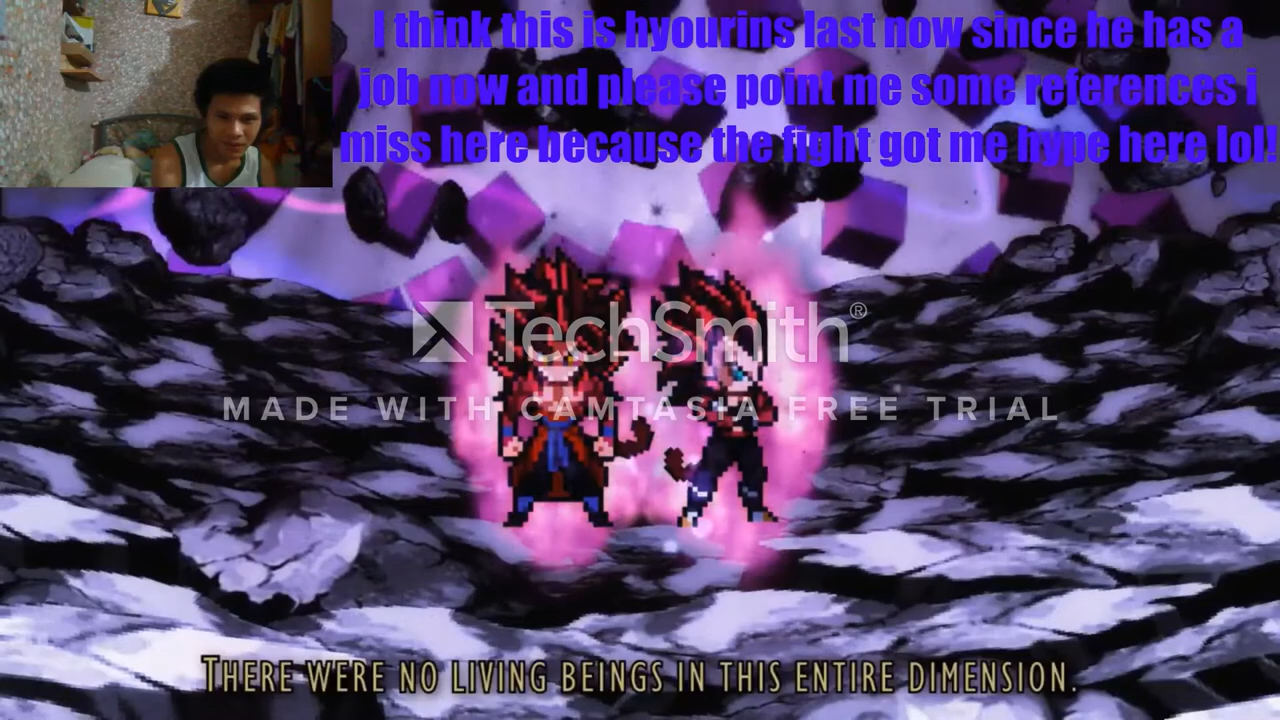 I think this is hyourins last now since he has a
job now and please point me some references i
miss here because the fight got me hype here lol!
TechSmith®
MADE WITH CAMTASIA FREE TRIAL
THERE WERE NO LIVING BEINGS IN THIS ENTIRE DIMENSION.